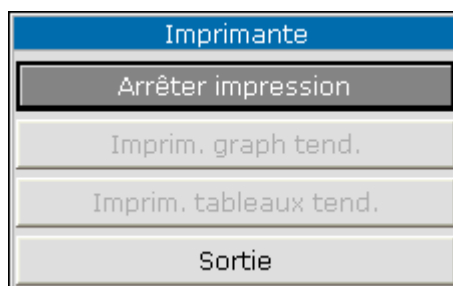 Imprimante
Arrêter impression
Imprim. graph tend.
Imprim. tableaux tend.
Sortie